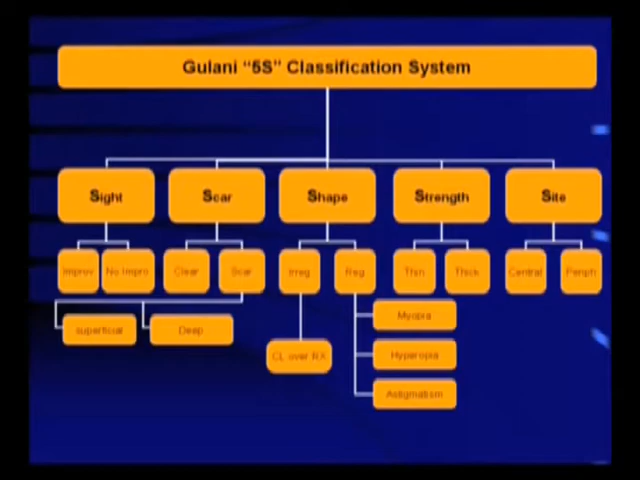 Gulani “5S” Classification System
Sight
Scar
Shape
Strength
Site
Improv
No Impro
Clear
Scar
Irreg
Reg
Thin
Thick
Central
Periph
superficial
Deep
Myopia
CL over RX
Hyperopia
Astigmatism